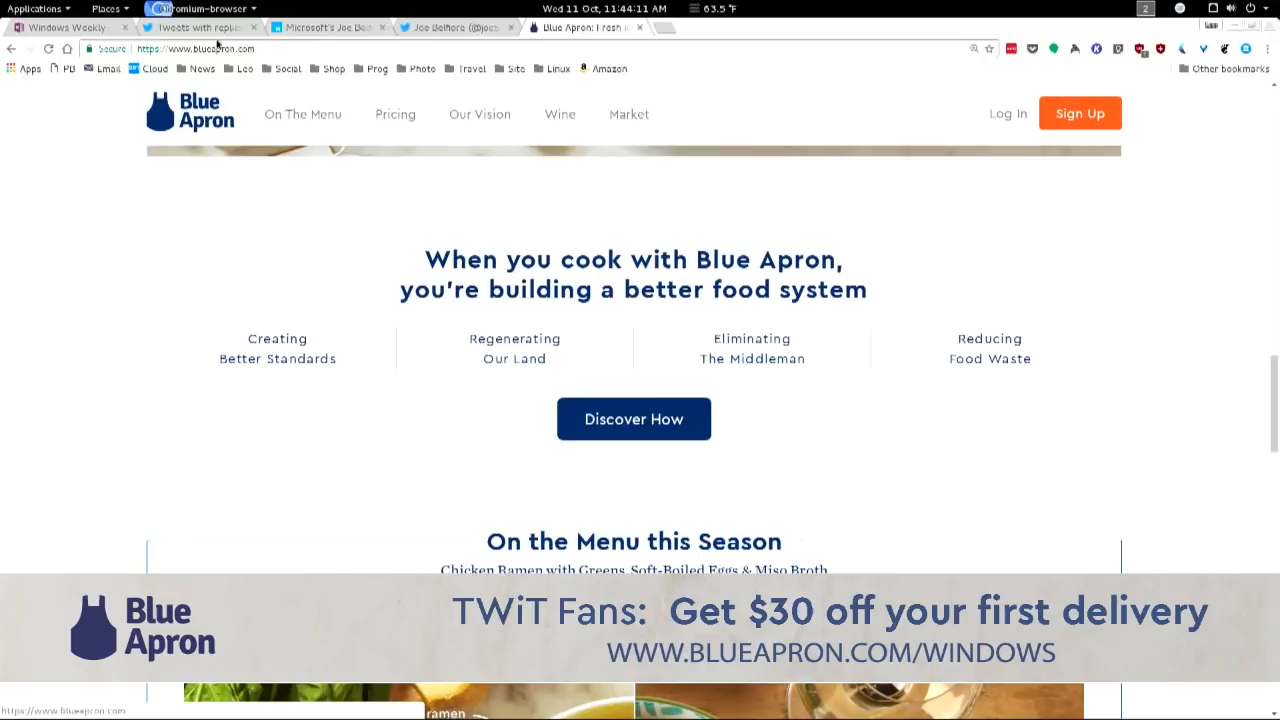 Applications Places Chromium-browser Wed 11 Oct, 11:44:11 AM 63.5 °F 2
Windows Weekly Tweets with replie Microsoft's Joe Bel Joe Belfiore (@joes Blue Apron: Fresh I
Secure https://www.blueapron.com
Apps PB Email Cloud News Leo Social Shop Prog Photo Travel Site Linux Amazon Other bookmarks
Blue
Apron
On The Menu Pricing Our Vision Wine Market Log In Sign Up
When you cook with Blue Apron,
you're building a better food system
Creating
Better Standards
Regenerating
Our Land
Eliminating
The Middleman
Reducing
Food Waste
Discover How
On the Menu this Season
Chicken Ramen with Greens, Soft-Boiled Eggs & Miso Broth
Blue
Apron
TWiT Fans: Get $30 off your first delivery
WWW.BLUEAPRON.COM/WINDOWS
https://www.blueapron.com
ramen